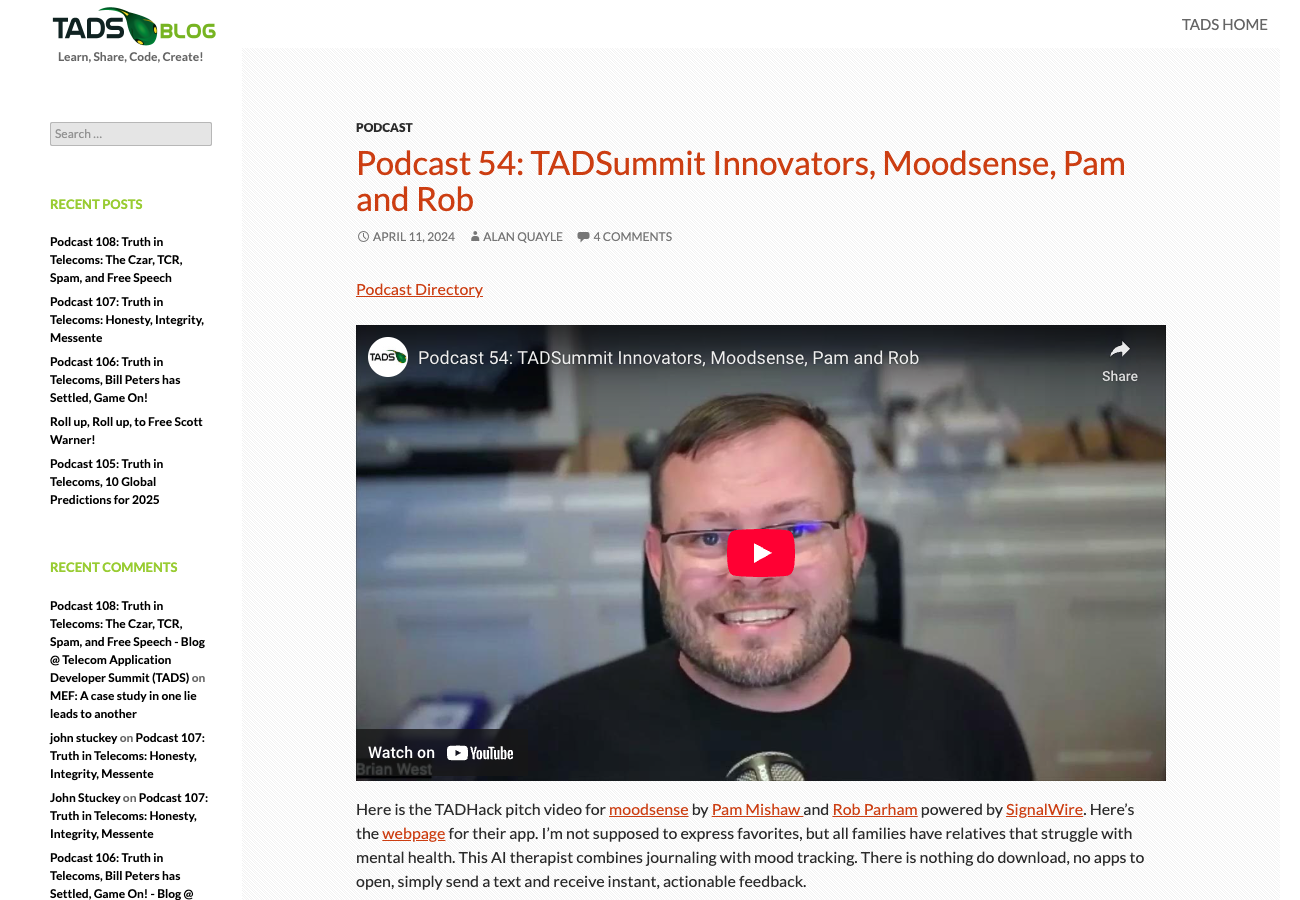 TADS BLOG
Learn, Share, Code, Create!
TADS HOME
Search ...
RECENT POSTS
Podcast 108: Truth in
Telecoms: The Czar, TCR,
Spam, and Free Speech
Podcast 107: Truth in
Telecoms: Honesty, Integrity,
Messente
Podcast 106: Truth in
Telecoms, Bill Peters has
Settled, Game On!
Roll up, Roll up, to Free Scott
Warner!
Podcast 105: Truth in
Telecoms, 10 Global
Predictions for 2025
RECENT COMMENTS
Podcast 108: Truth in
Telecoms: The Czar, TCR,
Spam, and Free Speech - Blog
@ Telecom Application
Developer Summit (TADS) on
MEF: A case study in one lie
leads to another
john stuckey on Podcast 107:
Truth in Telecoms: Honesty,
Integrity, Messente
John Stuckey on Podcast 107:
Truth in Telecoms: Honesty,
Integrity, Messente
Podcast 106: Truth in
Telecoms, Bill Peters has
Settled, Game On! - Blog @
PODCAST
Podcast 54: TADSummit Innovators, Moodsense, Pam
and Rob
APRIL 11, 2024 ALAN QUAYLE 4 COMMENTS
Podcast Directory
TADS Podcast 54: TADSummit Innovators, Moodsense, Pam and Rob
Share
Watch on YouTube
Brian West
Here is the TADHack pitch video for moodsense by Pam Mishaw and Rob Parham powered by SignalWire. Here's
the webpage for their app. I'm not supposed to express favorites, but all families have relatives that struggle with
mental health. This AI therapist combines journaling with mood tracking. There is nothing do download, no apps to
open, simply send a text and receive instant, actionable feedback.